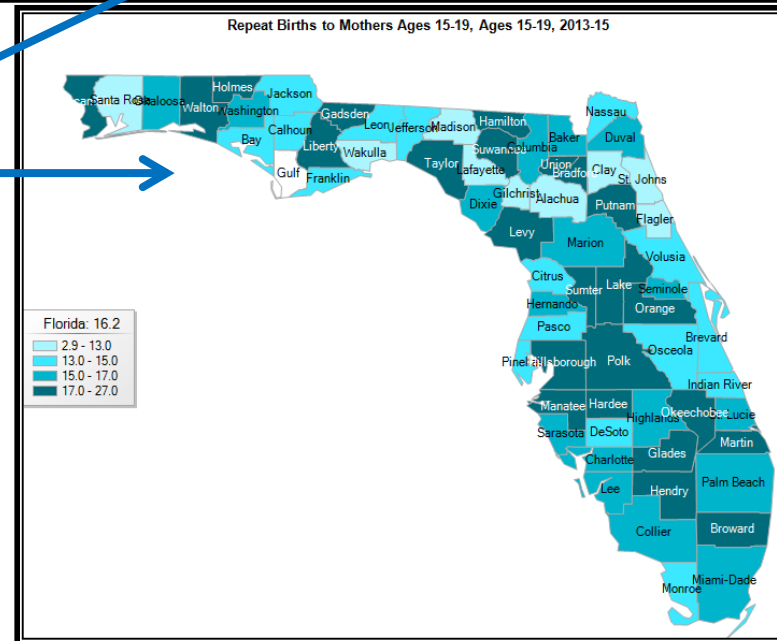 Repeat Births to Mothers Ages 15-19, Ages 15-19, 2013-15
Holmes
Jackson
Santa Rosa
Okaloosa
Walton
Washington
Gadsden
Leon
Jefferson
Madison
Hamilton
Nassau
Bay
Calhoun
Liberty
Wakulla
Taylor
Suwannee
Columbia
Baker
Duval
Gulf
Franklin
Lafayette
Union
Bradford
Clay
St. Johns
Dixie
Gilchrist
Alachua
Putnam
Flagler
Levy
Marion
Volusia
Citrus
Sumter
Lake
Seminole
Hernando
Orange
Pasco
Brevard
Osceola
Polk
Indian River
Manatee
Hardee
Highlands
Okeechobee
Sarasota
DeSoto
Martin
Charlotte
Glades
Lee
Hendry
Palm Beach
Collier
Broward
Monroe
Miami-Dade
Florida: 16.2
2.9 - 13.0
13.0 - 15.0
15.0 - 17.0
17.0 - 27.0